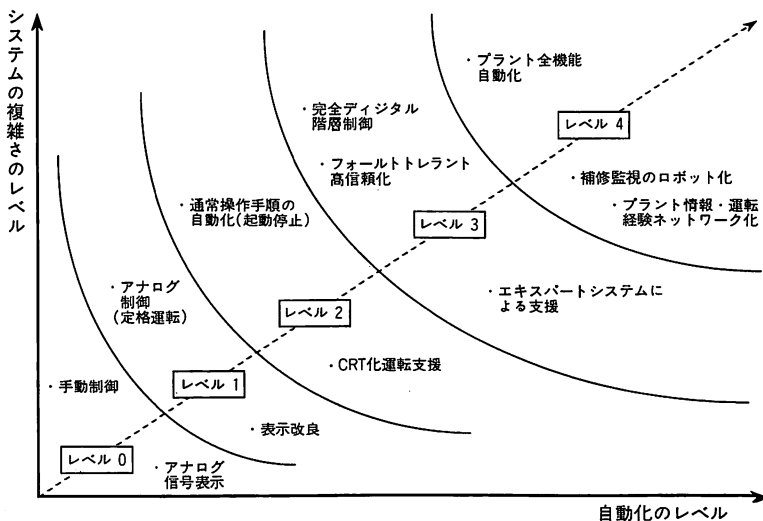 システムの複雑さのレベル
・プラント全機能
自動化
・完全ディジタル
階層制御
レベル 4
・フォールトトレラント
高信頼化
・補修監視のロボット化
・通常操作手順の
自動化(起動停止)
・プラント情報・運転
経験ネットワーク化
レベル 3
・アナログ
制御
(定格運転)
・エキスパートシステムに
よる支援
レベル 2
・CRT化運転支援
・手動制御
レベル 1
・表示改良
レベル 0
・アナログ
信号表示
自動化のレベル